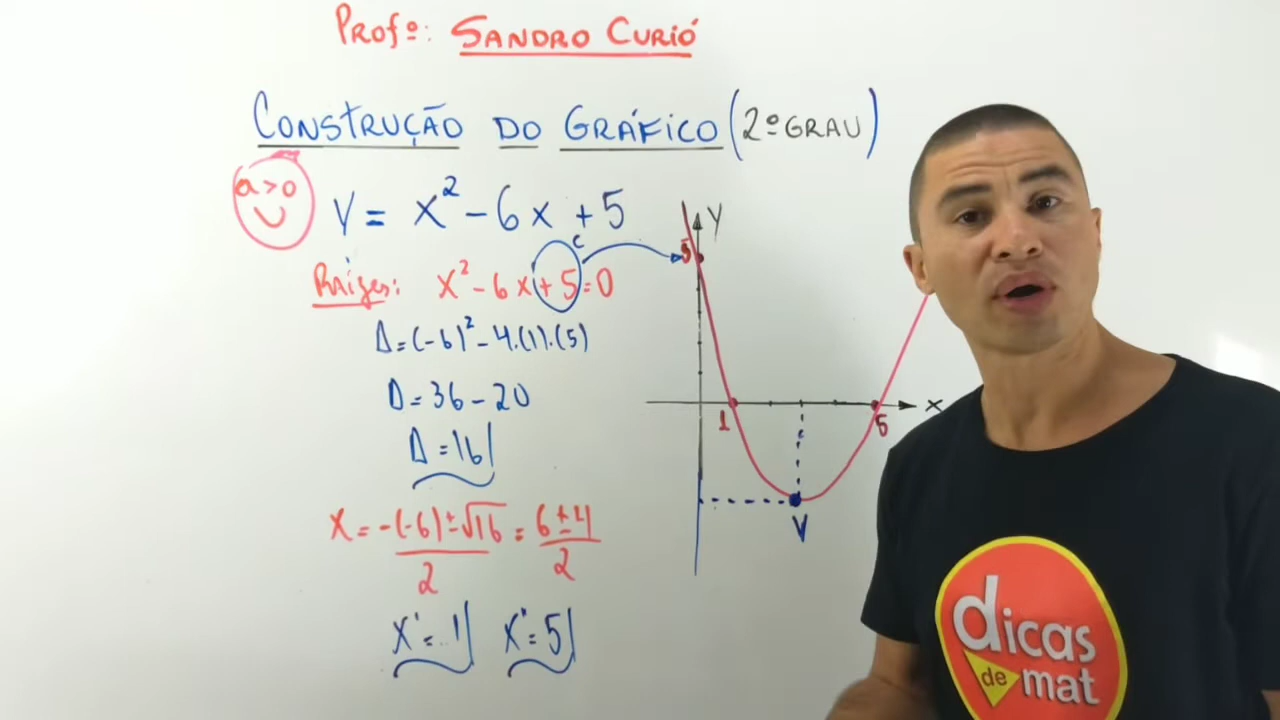 Profº: SANDRO CURIÓ
CONSTRUÇÃO DO GRÁFICO (2º GRAU)
a > 0
Y = X² - 6X + 5
c
Raízes: X² - 6X + 5 = 0
Δ = (-6)² - 4.(1).(5)
Δ = 36 - 20
Δ = 16
X = -(-6) ± √16 / 2 = 6 ± 4 / 2
X' = 1 X" = 5
Y
5
1
5
X
V
dicas
de mat